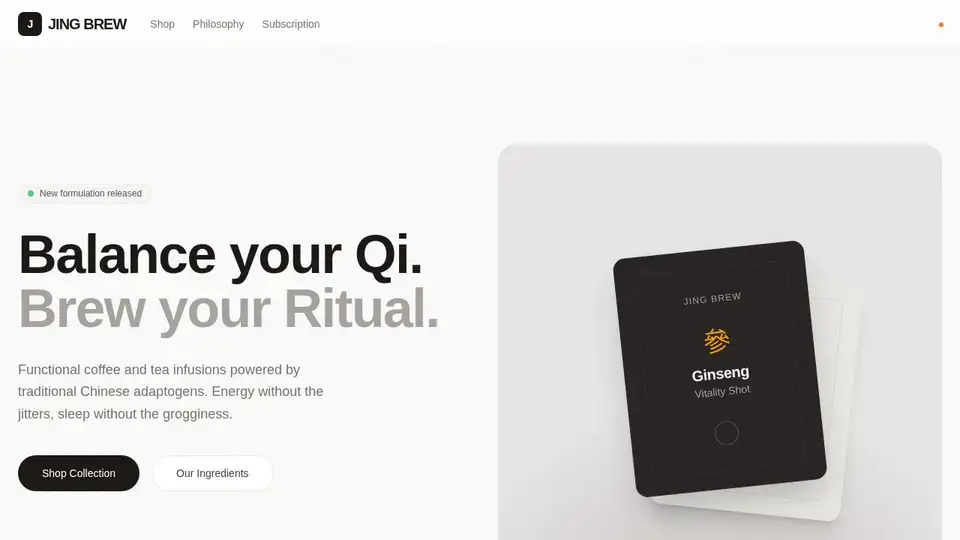 J JING BREW Shop Philosophy Subscription
New formulation released
Balance your Qi.
Brew your Ritual.
Functional coffee and tea infusions powered by
traditional Chinese adaptogens. Energy without the
jitters, sleep without the grogginess.
Shop Collection Our Ingredients
JING BREW
參
Ginseng
Vitality Shot